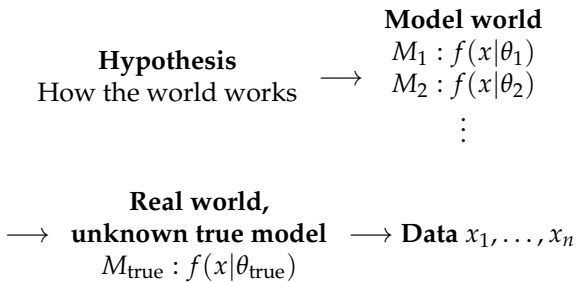 Model world
Hypothesis
M₁ : f(x|θ₁)
How the world works ⟶ M₂ : f(x|θ₂)
⋮
Real world,
⟶ unknown true model ⟶ Data x₁, . . . , xₙ
M_true : f(x|θ_true)